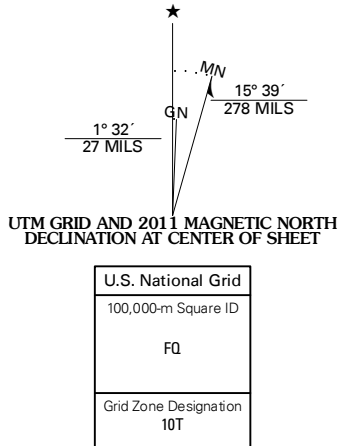 ★
MN
15° 39´
278 MILS
GN
1° 32´
27 MILS
UTM GRID AND 2011 MAGNETIC NORTH
DECLINATION AT CENTER OF SHEET
U.S. National Grid
100,000-m Square ID
FQ
Grid Zone Designation
10T